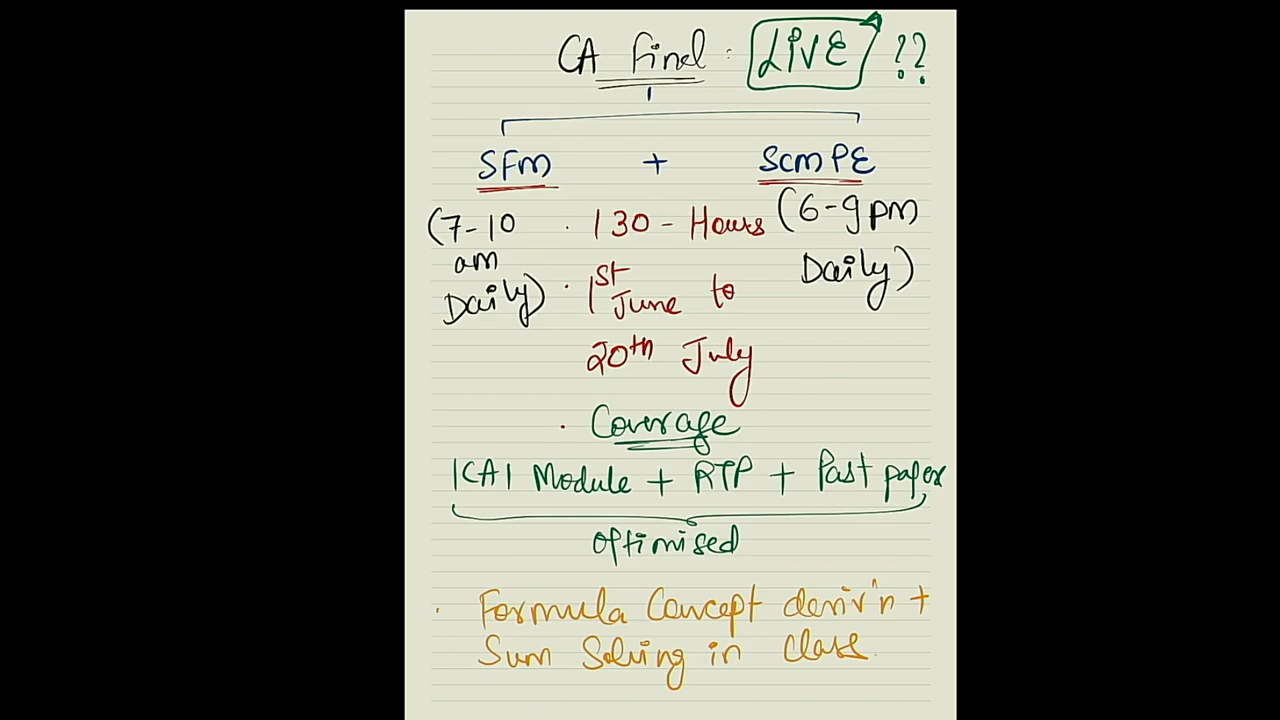 CA Final : LIVE ??
SFM + SCMPE
(7-10 am Daily)
· 130 - Hours
· 1st June to
20th July
(6-9pm Daily)
· Coverage
ICAI Module + RTP + Past paper
Optimised
· Formula Concept deriv'n +
Sum Solving in Class